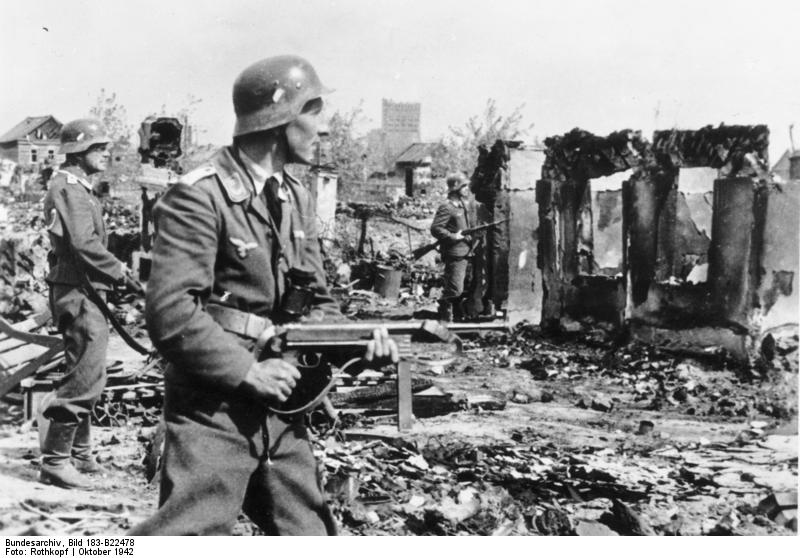 Bundesarchiv, Bild 183-B22478
Foto: Rothkopf | Oktober 1942